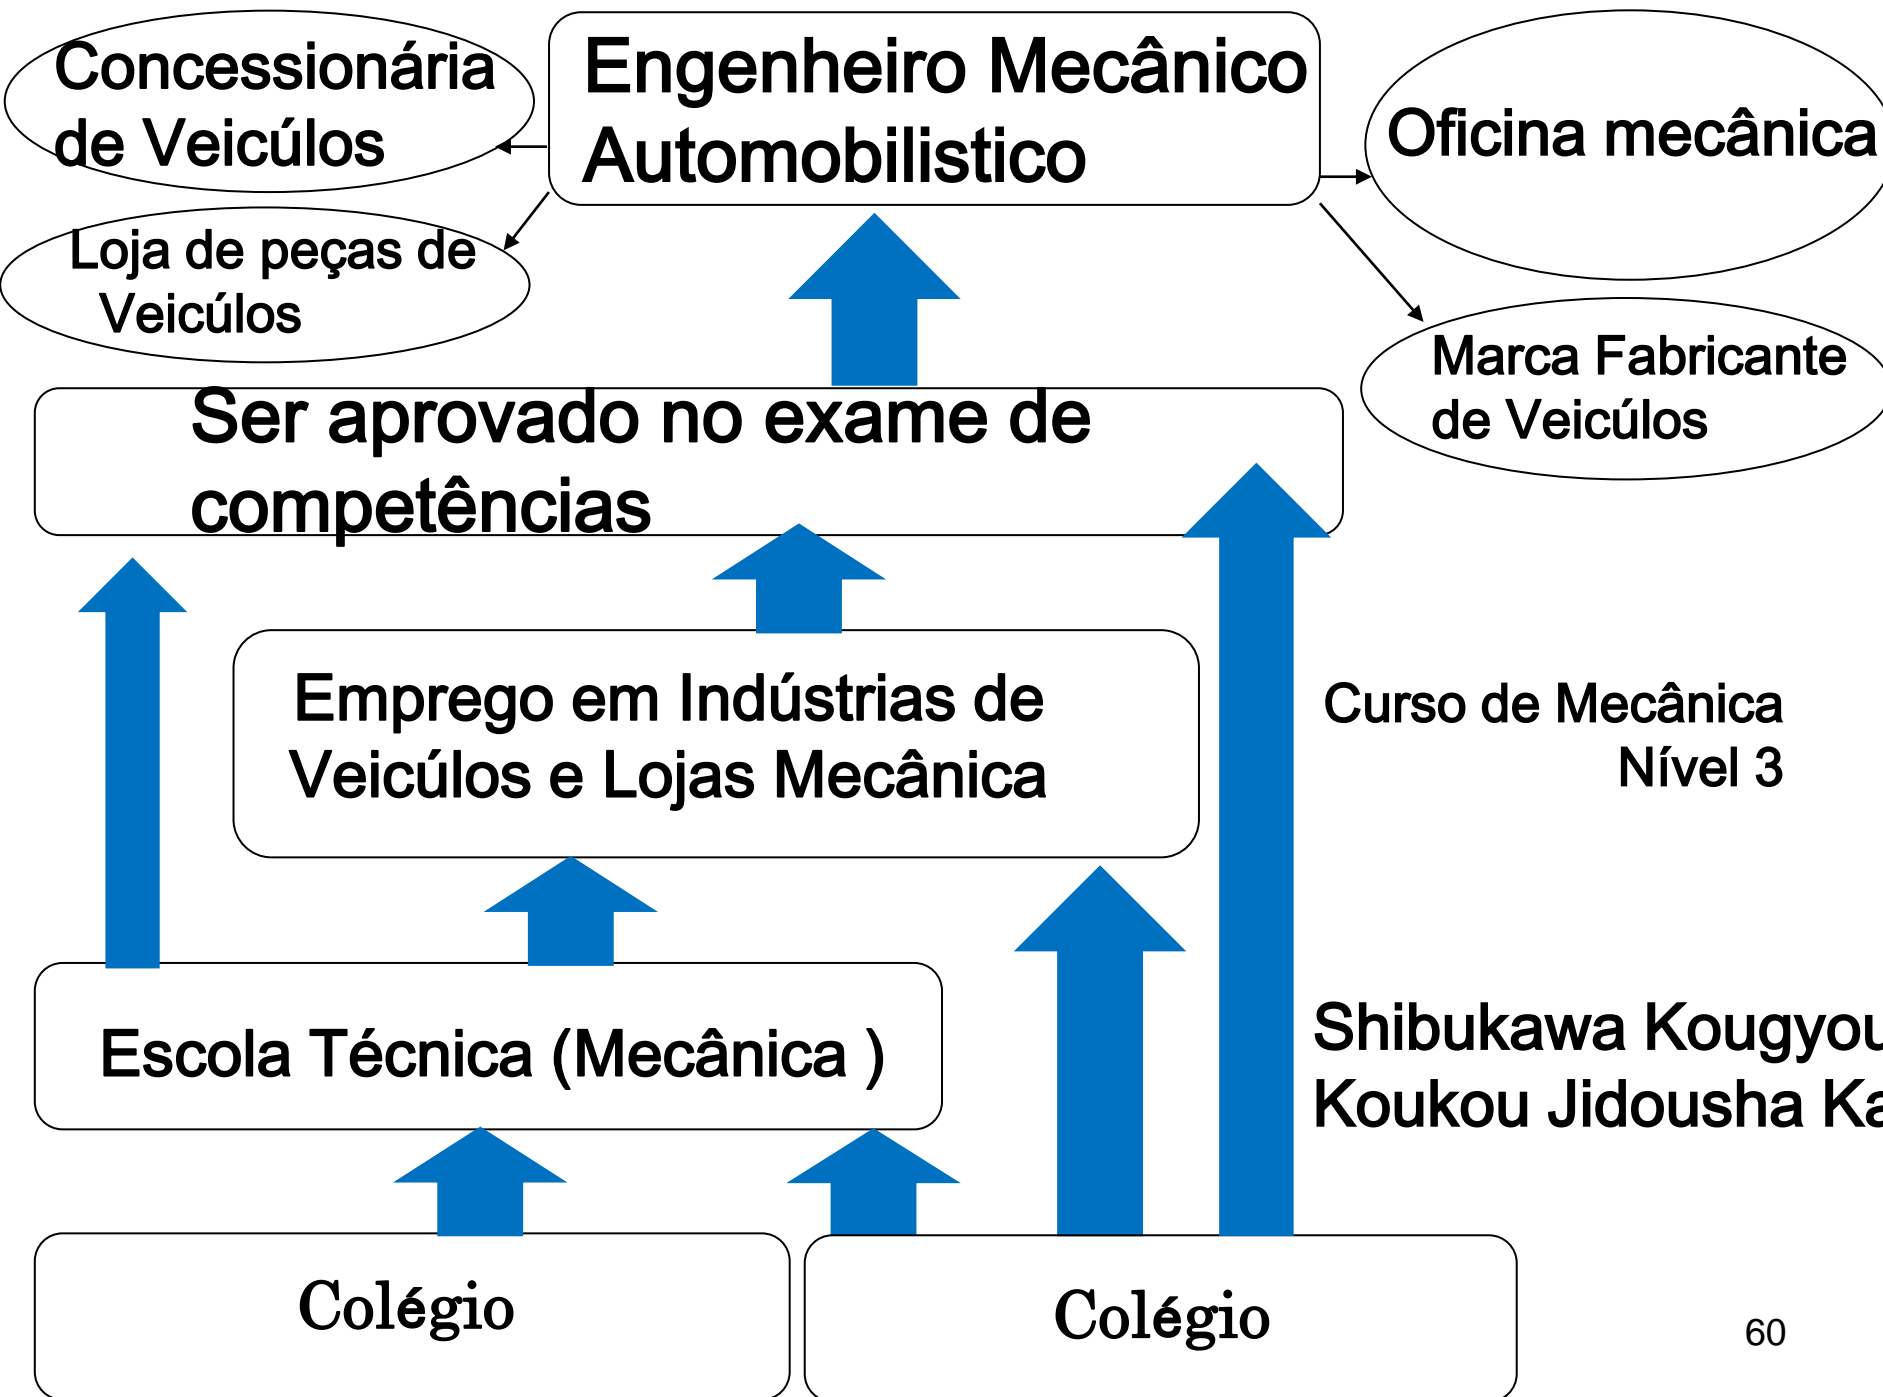 Concessionária
de Veicúlos
Engenheiro Mecânico
Automobilistico
Oficina mecânica
Loja de peças de
Veicúlos
Marca Fabricante
de Veicúlos
Ser aprovado no exame de
competências
Emprego em Indústrias de
Veicúlos e Lojas Mecânica
Curso de Mecânica
Nível 3
Escola Técnica (Mecânica )
Shibukawa Kougyou
Koukou Jidousha Ka
Colégio
Colégio
60